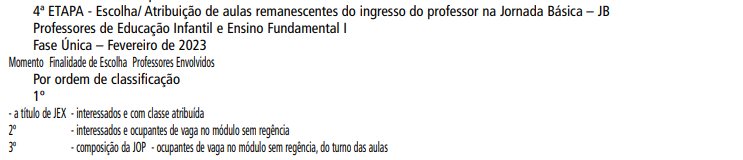 4ª ETAPA - Escolha/ Atribuição de aulas remanescentes do ingresso do professor na Jornada Básica – JB
Professores de Educação Infantil e Ensino Fundamental I
Fase Única – Fevereiro de 2023
Momento Finalidade de Escolha Professores Envolvidos
Por ordem de classificação
1º
- a título de JEX - interessados e com classe atribuída
2º - interessados e ocupantes de vaga no módulo sem regência
3º - composição da JOP - ocupantes de vaga no módulo sem regência, do turno das aulas